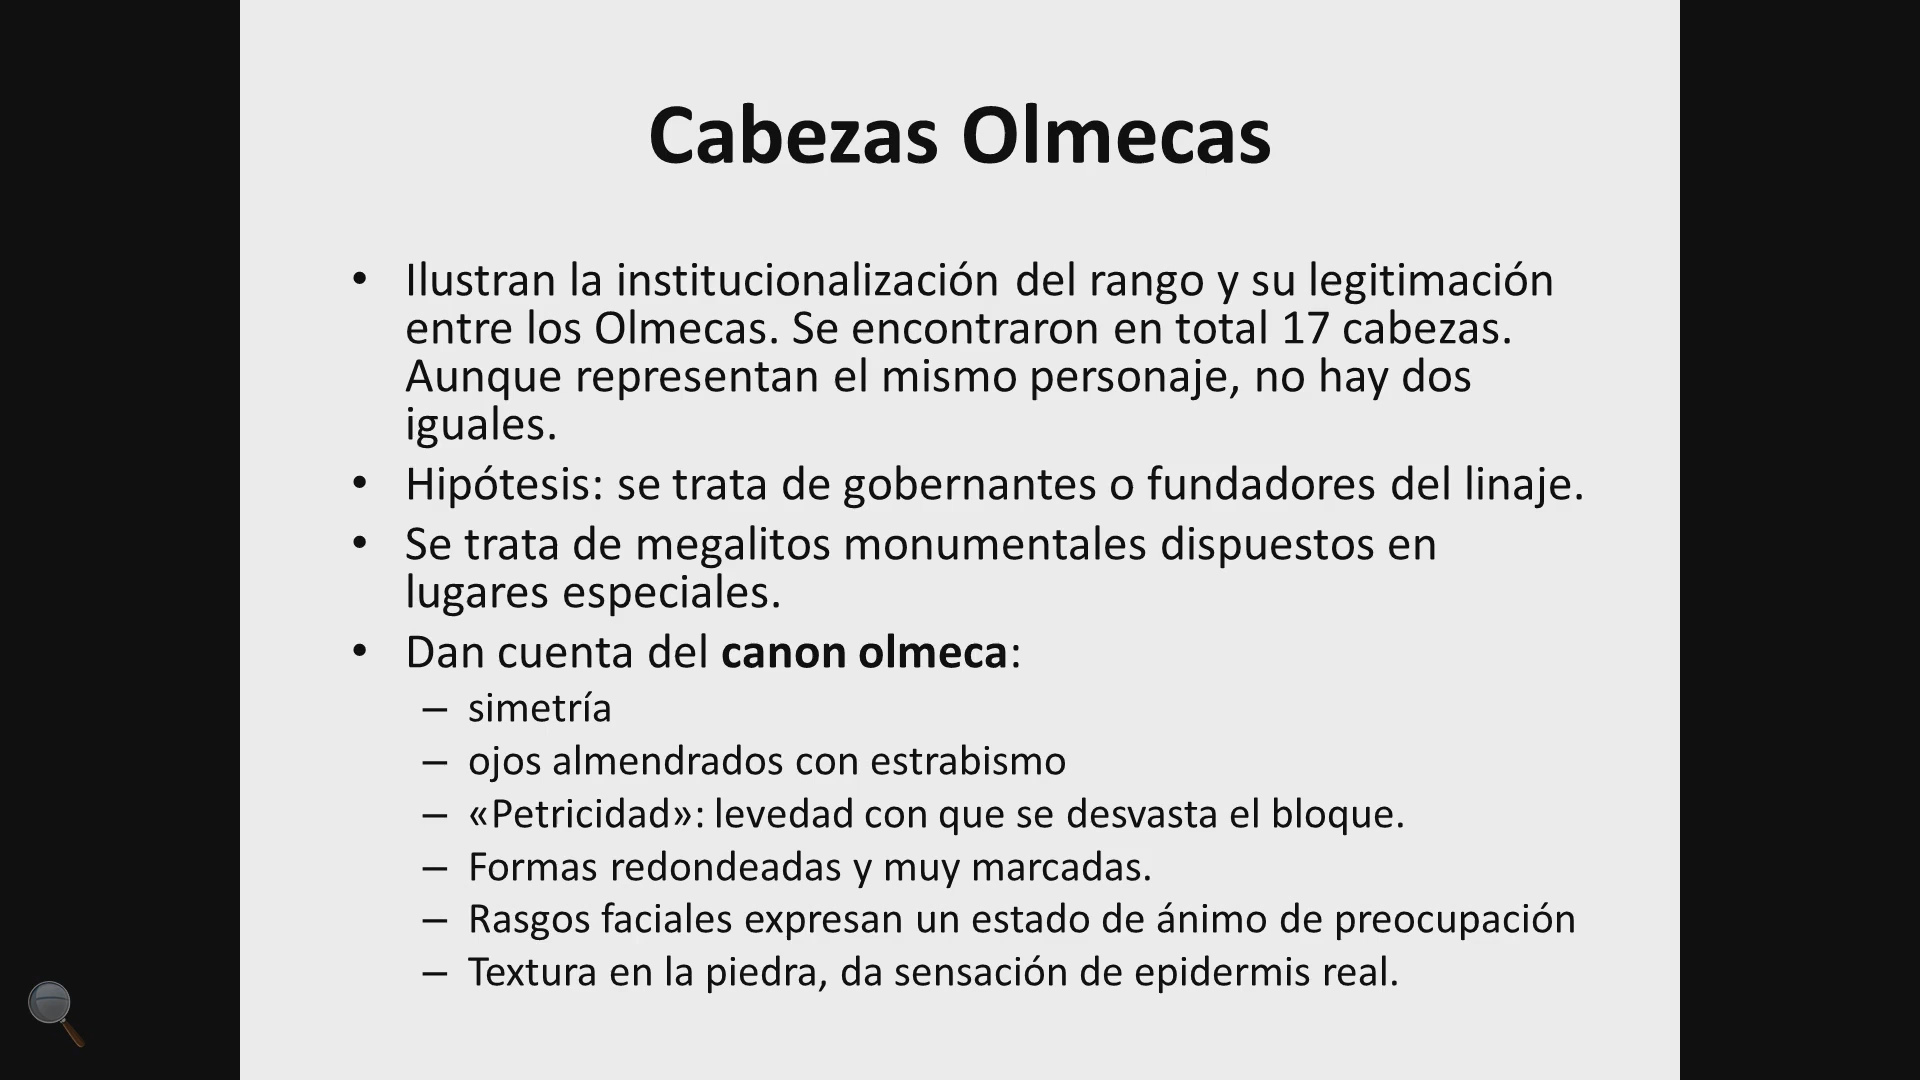 Cabezas Olmecas
• Ilustran la institucionalización del rango y su legitimación
entre los Olmecas. Se encontraron en total 17 cabezas.
Aunque representan el mismo personaje, no hay dos
iguales.
• Hipótesis: se trata de gobernantes o fundadores del linaje.
• Se trata de megalitos monumentales dispuestos en
lugares especiales.
• Dan cuenta del canon olmeca:
– simetría
– ojos almendrados con estrabismo
– «Petricidad»: levedad con que se desvasta el bloque.
– Formas redondeadas y muy marcadas.
– Rasgos faciales expresan un estado de ánimo de preocupación
– Textura en la piedra, da sensación de epidermis real.